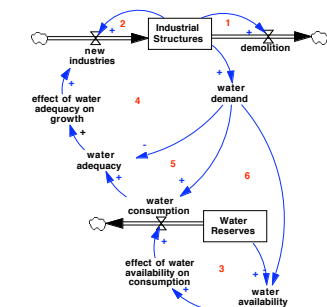 2
1
Industrial
Structures
+
+
new
industries
demolition
+
+
effect of water
adequacy on
growth
4
water
demand
+
water
adequacy
-
5
6
+
+
water
consumption
Water
Reserves
+
effect of water
availability on
consumption
3
+
-
+
water
availability